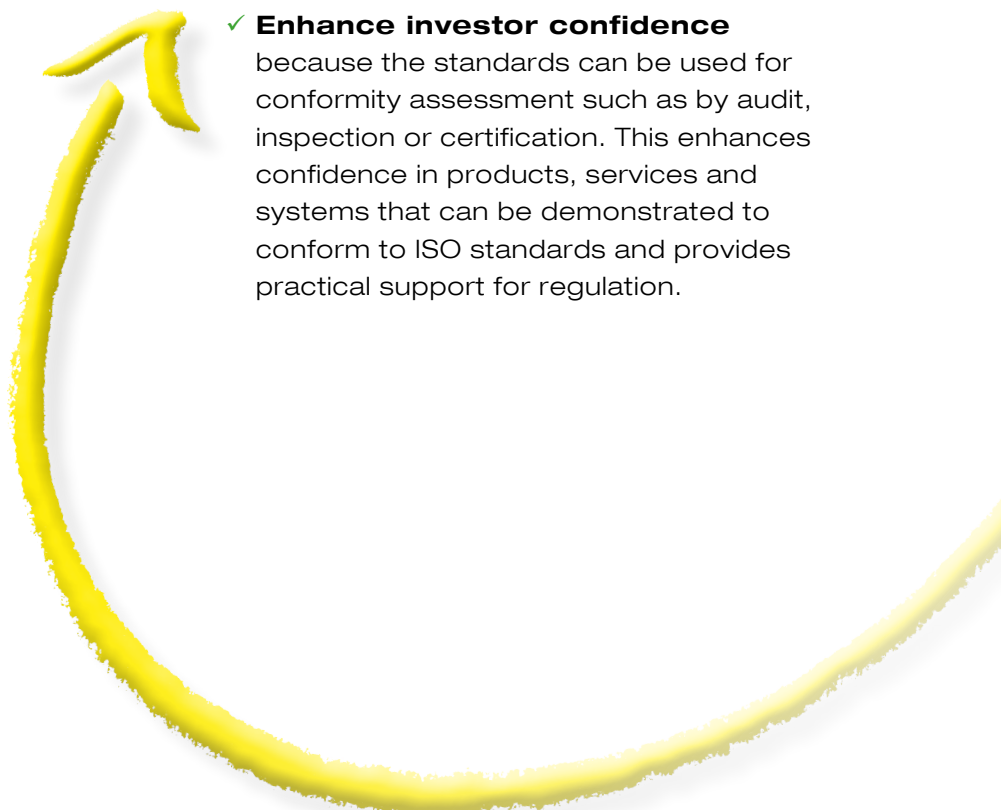 ✓ Enhance investor confidence
because the standards can be used for
conformity assessment such as by audit,
inspection or certification. This enhances
confidence in products, services and
systems that can be demonstrated to
conform to ISO standards and provides
practical support for regulation.